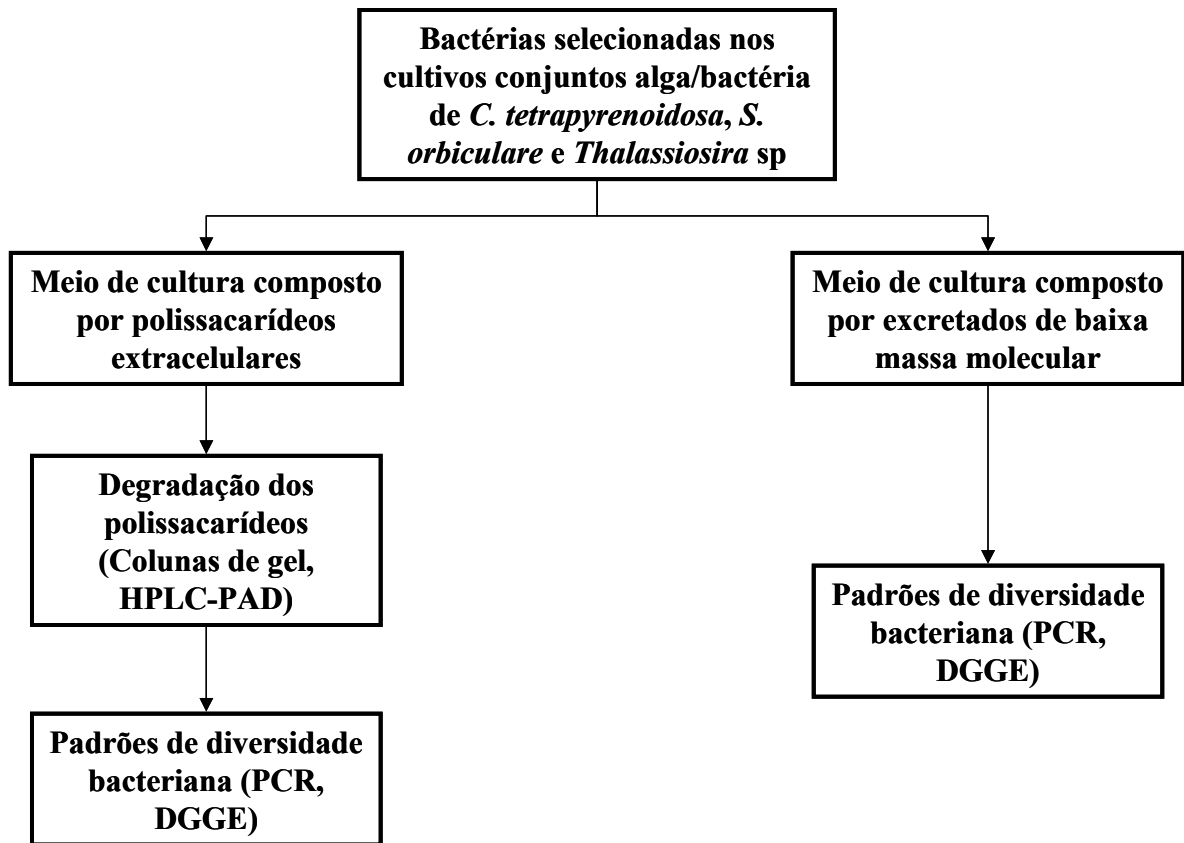 Bactérias selecionadas nos
cultivos conjuntos alga/bactéria
de C. tetrapyrenoidosa, S.
orbiculare e Thalassiosira sp
Meio de cultura composto
por polissacarídeos
extracelulares
Meio de cultura composto
por excretados de baixa
massa molecular
Degradação dos
polissacarídeos
(Colunas de gel,
HPLC-PAD)
Padrões de diversidade
bacteriana (PCR,
DGGE)
Padrões de diversidade
bacteriana (PCR,
DGGE)